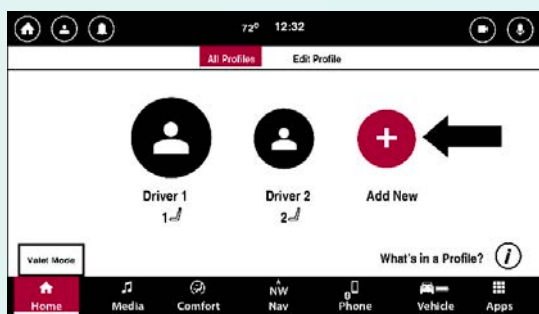 72° 12:32
All Profiles Edit Profile
Driver 1 Driver 2 Add New
1 2
What's in a Profile? i
Valet Mode
NW
0
Home Media Comfort Nav Phone Vehicle Apps